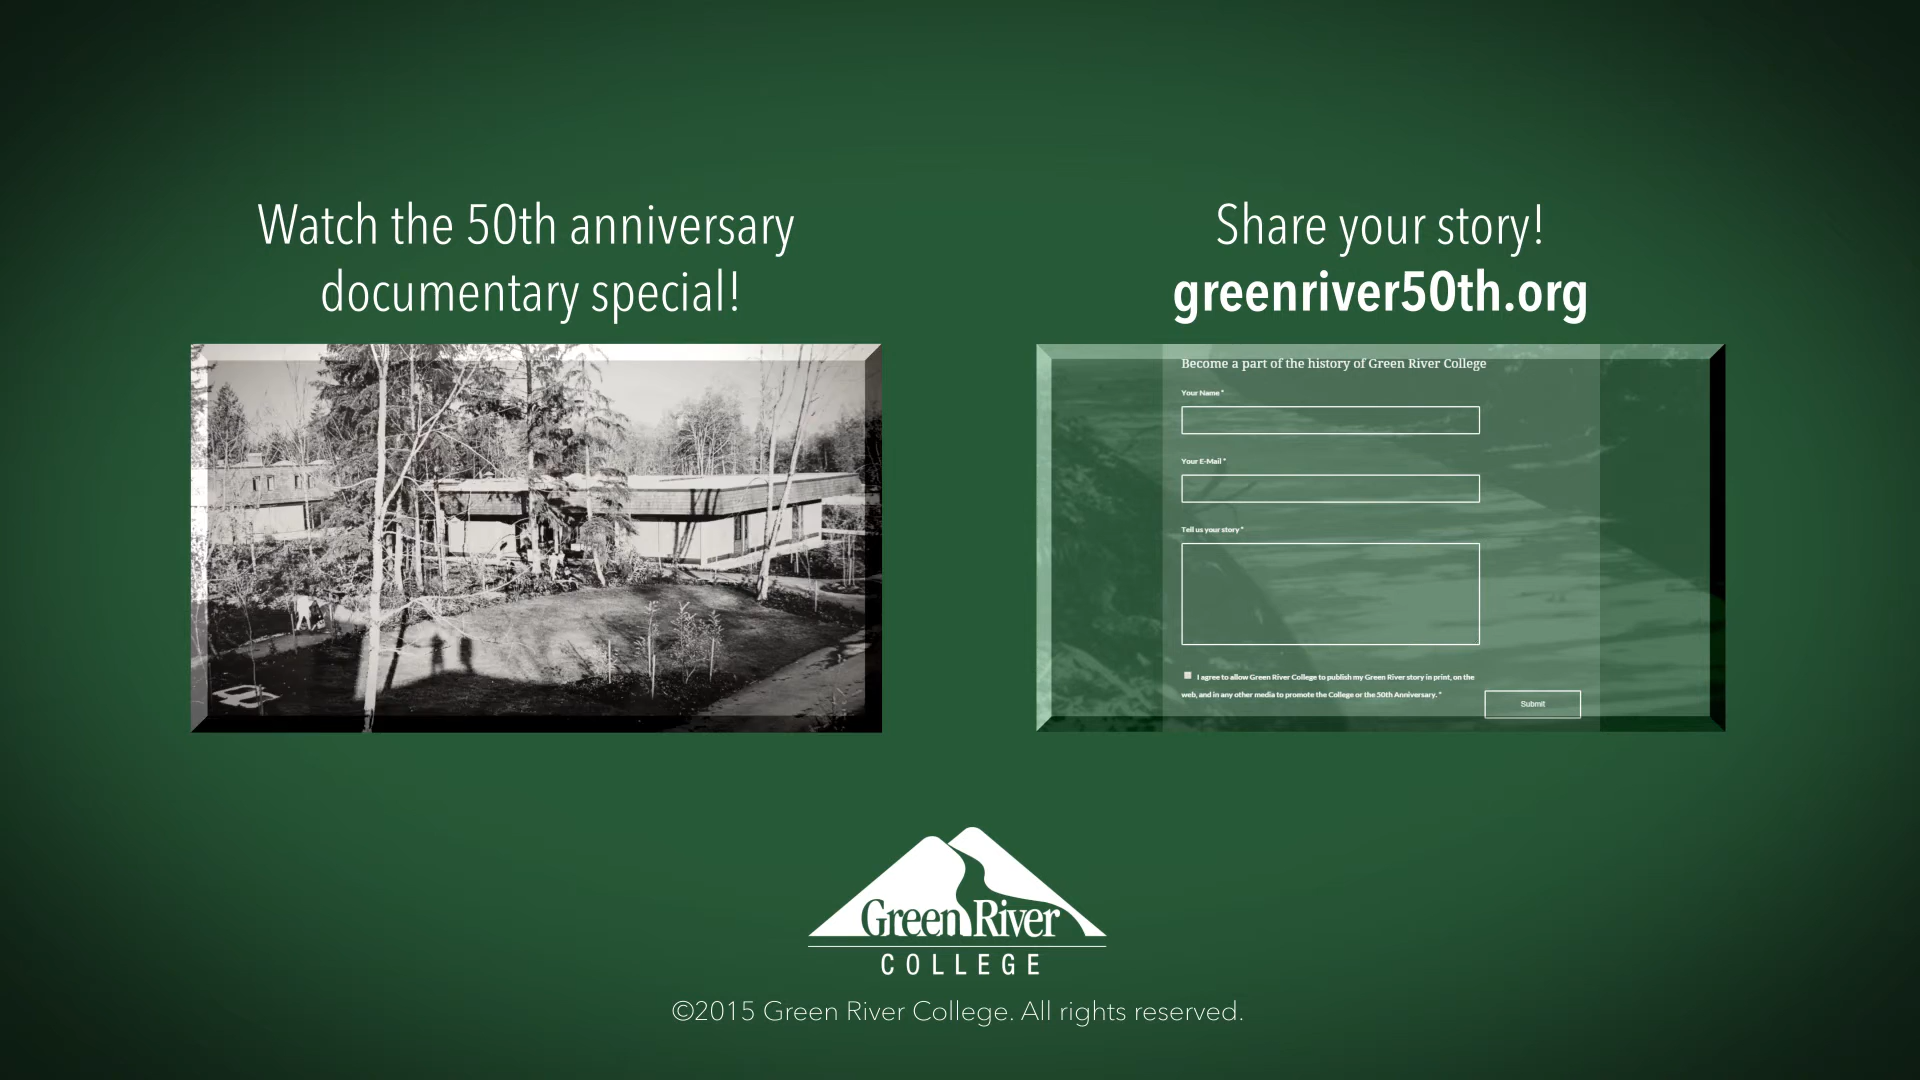 Watch the 50th anniversary
documentary special!
Share your story!
greenriver50th.org
Become a part of the history of Green River College
Your Name *
Your E-Mail *
Tell us your story *
I agree to allow Green River College to publish my Green River story in print, on the
web, and in any other media to promote the College or the 50th Anniversary. *
Submit
Green River
COLLEGE
©2015 Green River College. All rights reserved.